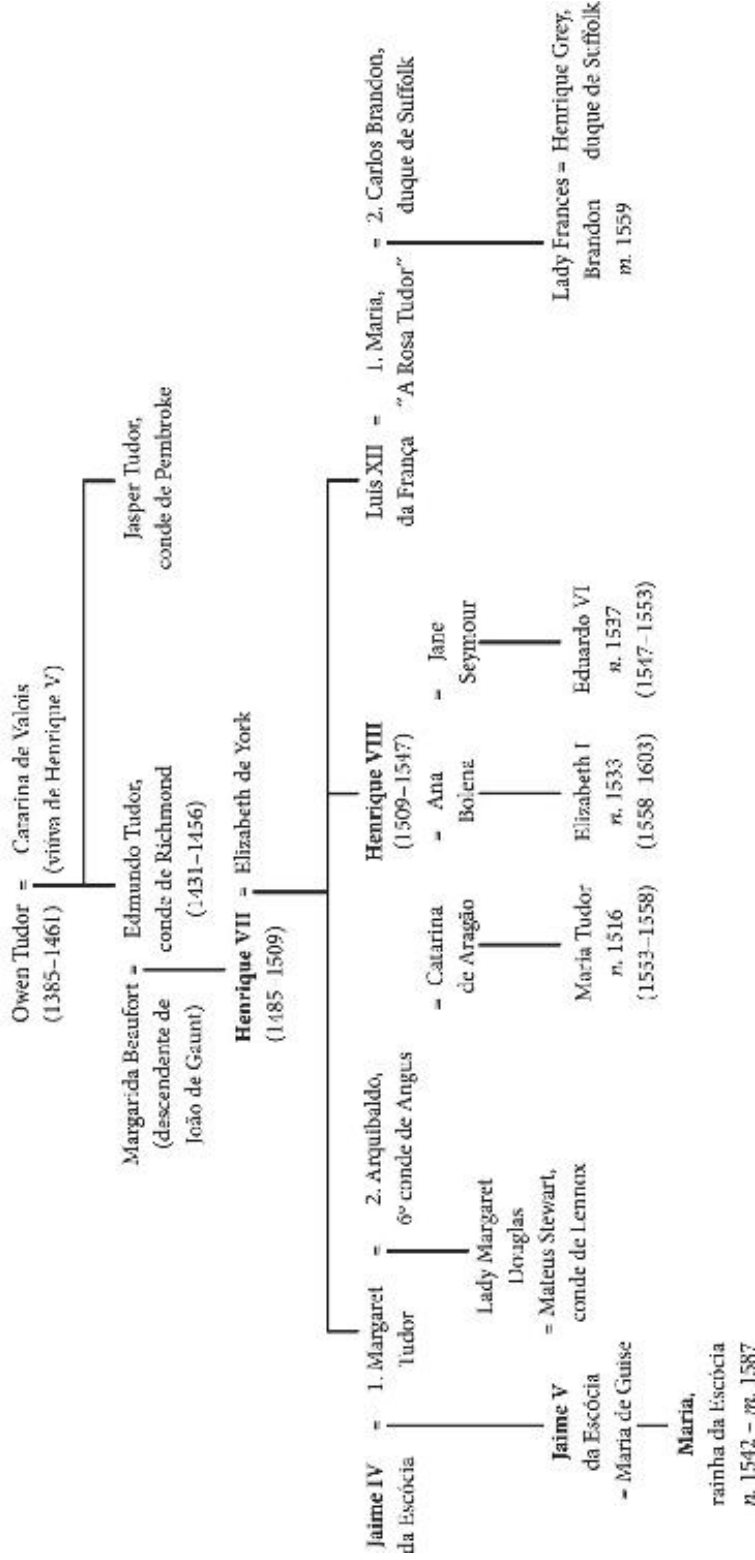 Owen Tudor = Catarina de Valois
(1385–1461) (viúva de Henrique V)
Margarida Beaufort = Edmundo Tudor,
(descendente de conde de Richmond
João de Gaunt) (1431–1456)
Jasper Tudor,
conde de Pembroke
Henrique VII = Elizabeth de York
(1485–1509)
Jaime IV = 1. Margaret = 2. Arquibaldo,
da Escócia Tudor 6º conde de Angus
Henrique VIII
(1509–1547)
Luís XII = 1. Maria, = 2. Carlos Brandon,
da França "A Rosa Tudor" duque de Suffolk
Lady Margaret
Douglas
= Mateus Stewart,
conde de Lennox
= Catarina = Ana = Jane
de Aragão Bolena Seymour
Jaime V
da Escócia
= Maria de Guise
Maria Tudor Elizabeth I Eduardo VI
n. 1516 n. 1533 n. 1537
(1553–1558) (1558–1603) (1547–1553)
Lady Frances = Henrique Grey,
Brandon duque de Suffolk
m. 1559
Maria,
rainha da Escócia
n. 1542 – m. 1587